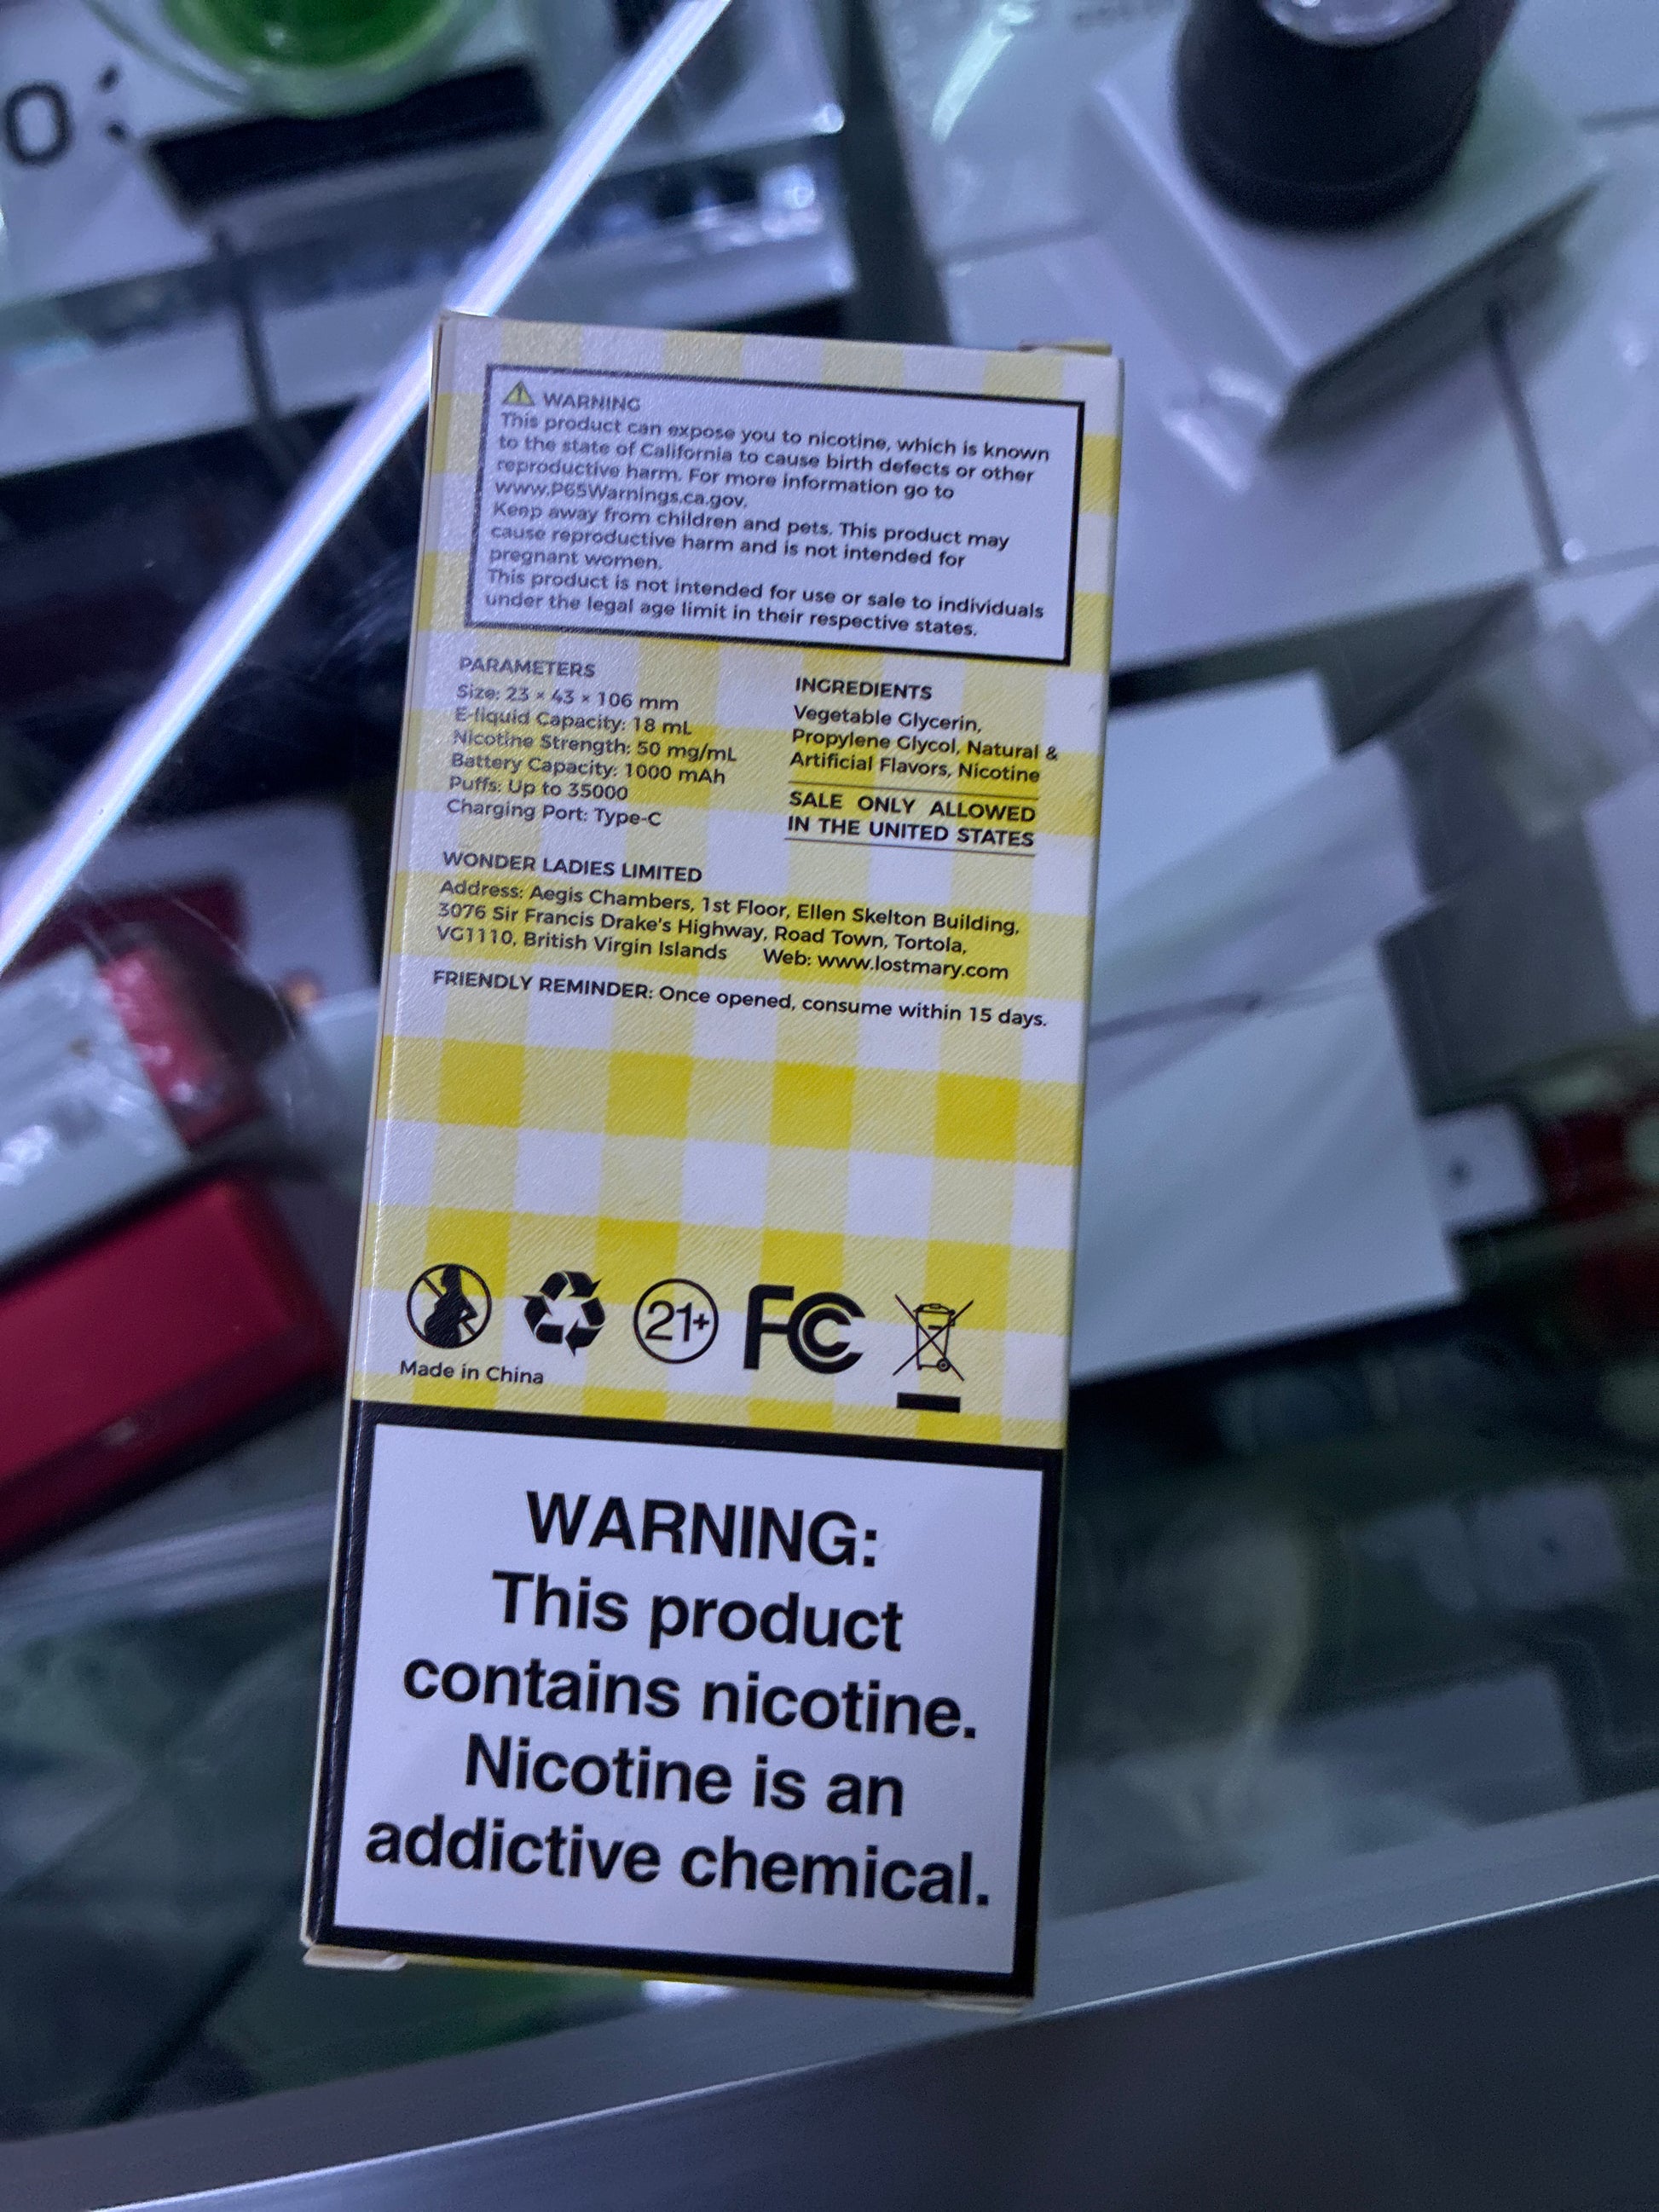 WARNING
This product can expose you to nicotine, which is known
to the state of California to cause birth defects or other
reproductive harm. For more information go to
www.P65Warnings.ca.gov.
Keep away from children and pets. This product may
cause reproductive harm and is not intended for
pregnant women.
This product is not intended for use or sale to individuals
under the legal age limit in their respective states.
PARAMETERS
Size: 23 × 43 × 106 mm
E-liquid Capacity: 18 mL
Nicotine Strength: 50 mg/mL
Battery Capacity: 1000 mAh
Puffs: Up to 35000
Charging Port: Type-C
INGREDIENTS
Vegetable Glycerin,
Propylene Glycol, Natural &
Artificial Flavors, Nicotine
SALE ONLY ALLOWED
IN THE UNITED STATES
WONDER LADIES LIMITED
Address: Aegis Chambers, 1st Floor, Ellen Skelton Building,
3076 Sir Francis Drake's Highway, Road Town, Tortola,
VG1110, British Virgin Islands Web: www.lostmary.com
FRIENDLY REMINDER: Once opened, consume within 15 days.
21+
FC
Made in China
WARNING:
This product
contains nicotine.
Nicotine is an
addictive chemical.